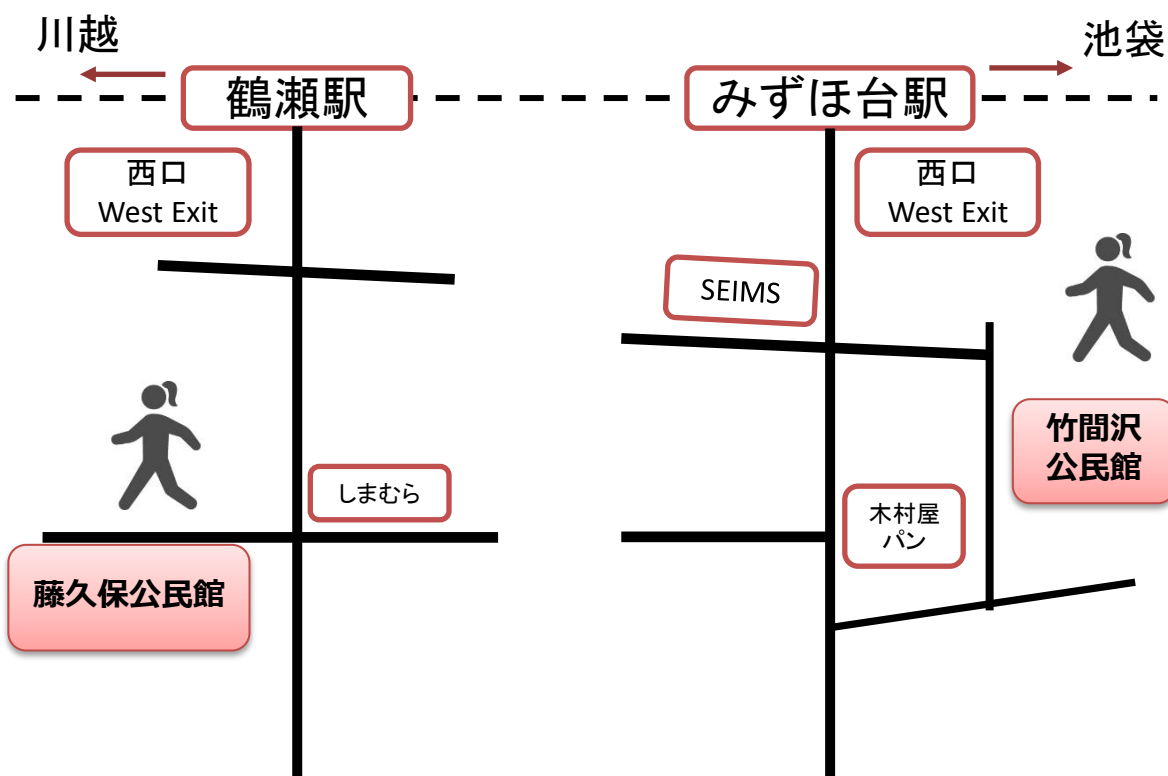 川越
池袋
鶴瀬駅
みずほ台駅
西口
West Exit
西口
West Exit
SEIMS
竹間沢
公民館
しまむら
木村屋
パン
藤久保公民館